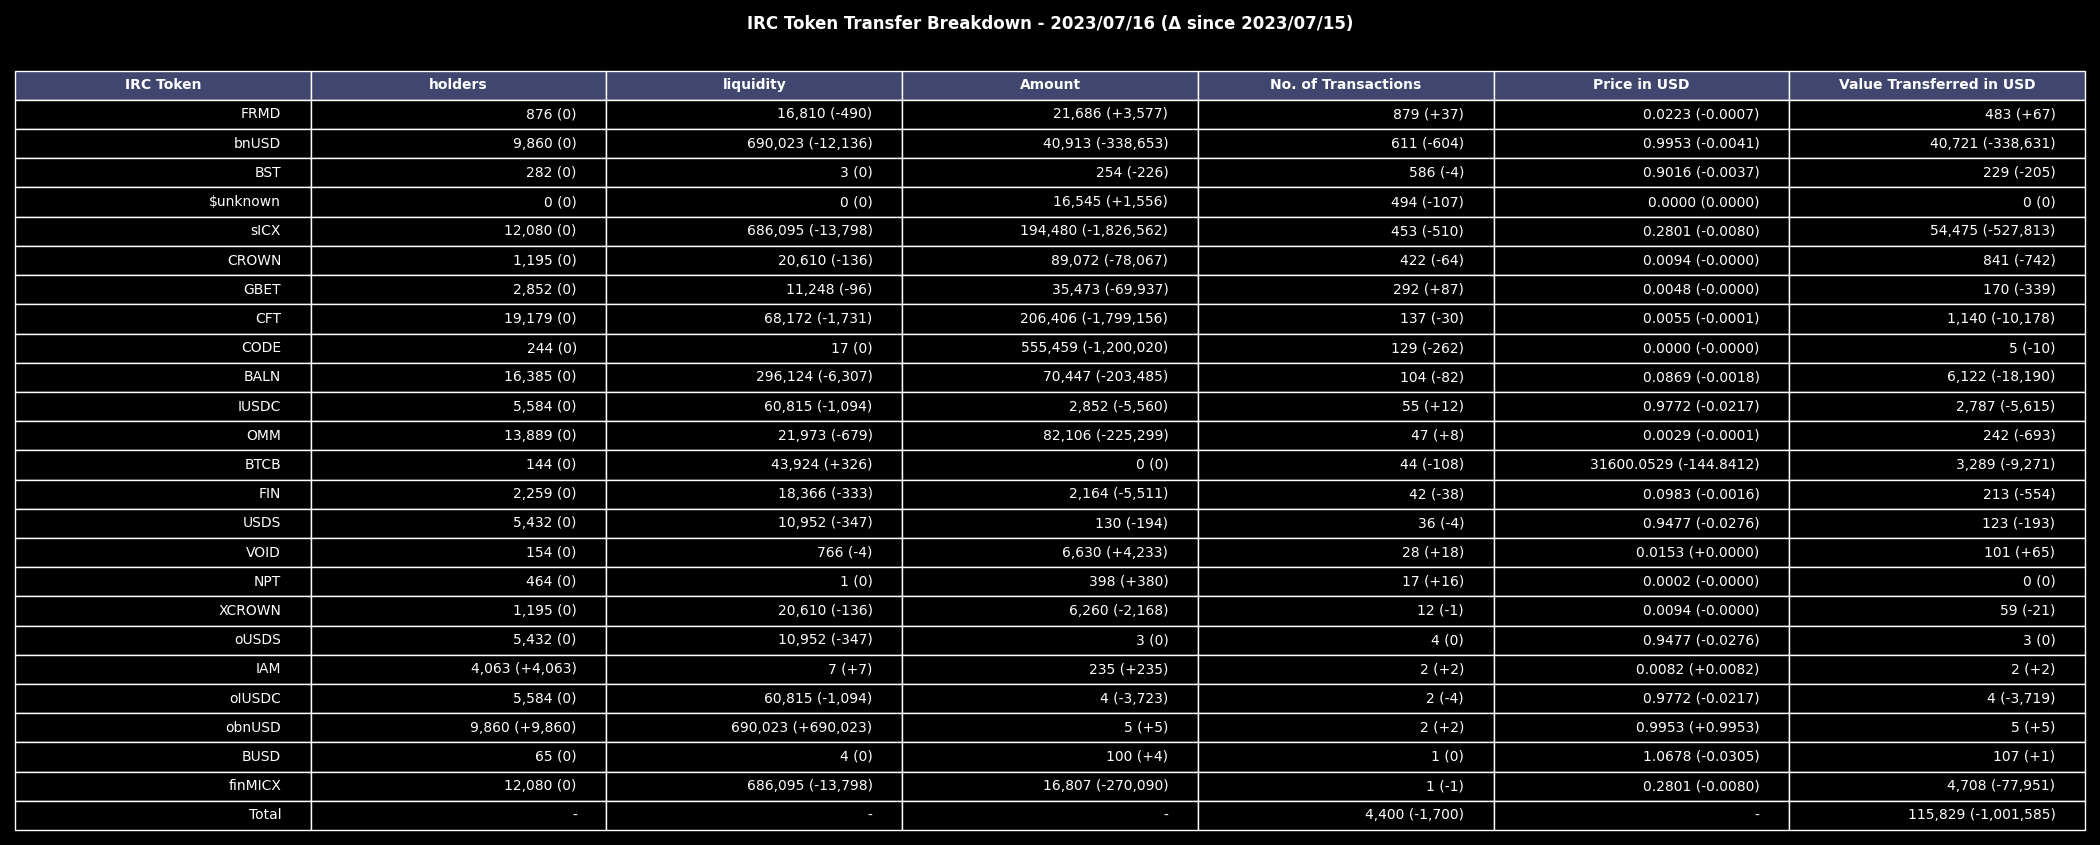 IRC Token Transfer Breakdown - 2023/07/16 (Δ since 2023/07/15)
IRC Token holders liquidity Amount No. of Transactions Price in USD Value Transferred in USD
FRMD 876 (0) 16,810 (-490) 21,686 (+3,577) 879 (+37) 0.0223 (-0.0007) 483 (+67)
bnUSD 9,860 (0) 690,023 (-12,136) 40,913 (-338,653) 611 (-604) 0.9953 (-0.0041) 40,721 (-338,631)
BST 282 (0) 3 (0) 254 (-226) 586 (-4) 0.9016 (-0.0037) 229 (-205)
$unknown 0 (0) 0 (0) 16,545 (+1,556) 494 (-107) 0.0000 (0.0000) 0 (0)
sICX 12,080 (0) 686,095 (-13,798) 194,480 (-1,826,562) 453 (-510) 0.2801 (-0.0080) 54,475 (-527,813)
CROWN 1,195 (0) 20,610 (-136) 89,072 (-78,067) 422 (-64) 0.0094 (-0.0000) 841 (-742)
GBET 2,852 (0) 11,248 (-96) 35,473 (-69,937) 292 (+87) 0.0048 (-0.0000) 170 (-339)
CFT 19,179 (0) 68,172 (-1,731) 206,406 (-1,799,156) 137 (-30) 0.0055 (-0.0001) 1,140 (-10,178)
CODE 244 (0) 17 (0) 555,459 (-1,200,020) 129 (-262) 0.0000 (-0.0000) 5 (-10)
BALN 16,385 (0) 296,124 (-6,307) 70,447 (-203,485) 104 (-82) 0.0869 (-0.0018) 6,122 (-18,190)
IUSDC 5,584 (0) 60,815 (-1,094) 2,852 (-5,560) 55 (+12) 0.9772 (-0.0217) 2,787 (-5,615)
OMM 13,889 (0) 21,973 (-679) 82,106 (-225,299) 47 (+8) 0.0029 (-0.0001) 242 (-693)
BTCB 144 (0) 43,924 (+326) 0 (0) 44 (-108) 31600.0529 (-144.8412) 3,289 (-9,271)
FIN 2,259 (0) 18,366 (-333) 2,164 (-5,511) 42 (-38) 0.0983 (-0.0016) 213 (-554)
USDS 5,432 (0) 10,952 (-347) 130 (-194) 36 (-4) 0.9477 (-0.0276) 123 (-193)
VOID 154 (0) 766 (-4) 6,630 (+4,233) 28 (+18) 0.0153 (+0.0000) 101 (+65)
NPT 464 (0) 1 (0) 398 (+380) 17 (+16) 0.0002 (-0.0000) 0 (0)
XCROWN 1,195 (0) 20,610 (-136) 6,260 (-2,168) 12 (-1) 0.0094 (-0.0000) 59 (-21)
oUSDS 5,432 (0) 10,952 (-347) 3 (0) 4 (0) 0.9477 (-0.0276) 3 (0)
IAM 4,063 (+4,063) 7 (+7) 235 (+235) 2 (+2) 0.0082 (+0.0082) 2 (+2)
oIUSDC 5,584 (0) 60,815 (-1,094) 4 (-3,723) 2 (-4) 0.9772 (-0.0217) 4 (-3,719)
obnUSD 9,860 (+9,860) 690,023 (+690,023) 5 (+5) 2 (+2) 0.9953 (+0.9953) 5 (+5)
BUSD 65 (0) 4 (0) 100 (+4) 1 (0) 1.0678 (-0.0305) 107 (+1)
finMICX 12,080 (0) 686,095 (-13,798) 16,807 (-270,090) 1 (-1) 0.2801 (-0.0080) 4,708 (-77,951)
Total - - - 4,400 (-1,700) - 115,829 (-1,001,585)